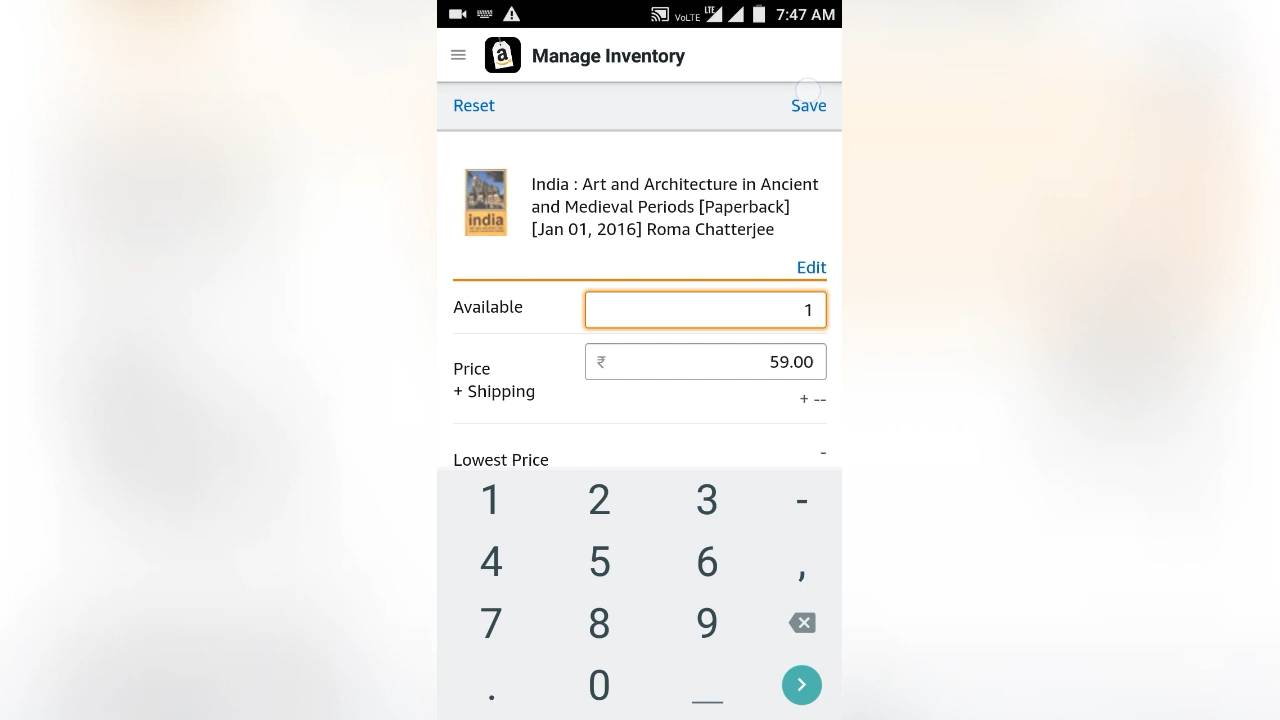 VoLTE LTE 7:47 AM
a Manage Inventory
Reset Save
India : Art and Architecture in Ancient
and Medieval Periods [Paperback]
[Jan 01, 2016] Roma Chatterjee
india
Edit
Available 1
₹ 59.00
Price
+ Shipping
+ --
Lowest Price -
1 2 3 -
4 5 6 ,
7 8 9
. 0 _